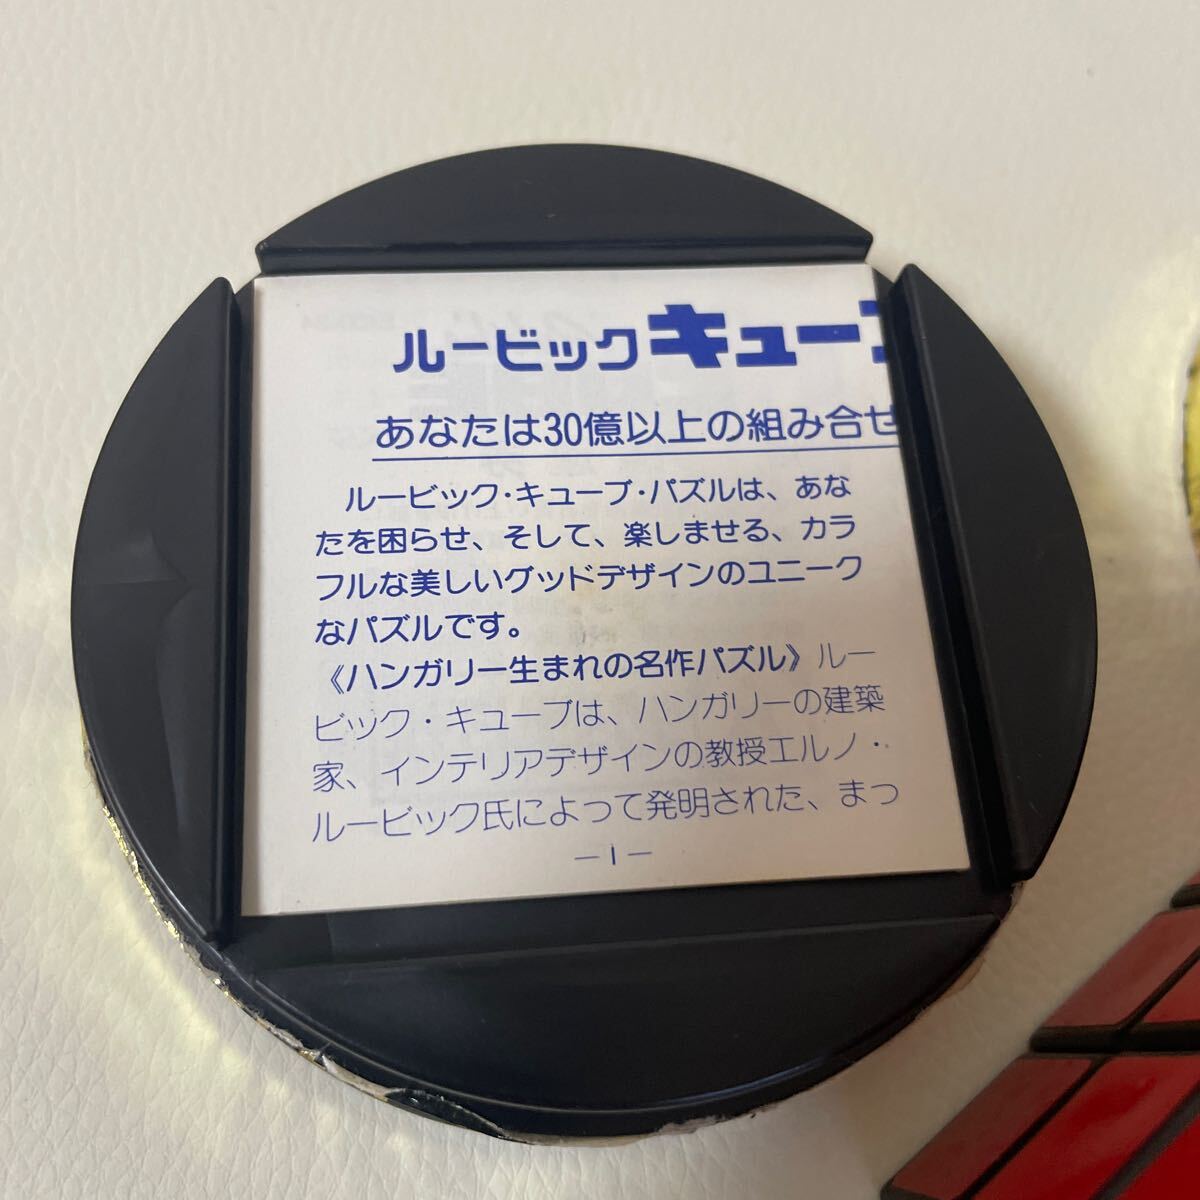 ルービックキュー
あなたは30億以上の組み合せ
ルービック・キューブ・パズルは、あな
たを困らせ、そして、楽しませる、カラ
フルな美しいグッドデザインのユニーク
なパズルです。
《ハンガリー生まれの名作パズル》ルー
ビック・キューブは、ハンガリーの建築
家、インテリアデザインの教授エルノ・
ルービック氏によって発明された、まっ
—1—